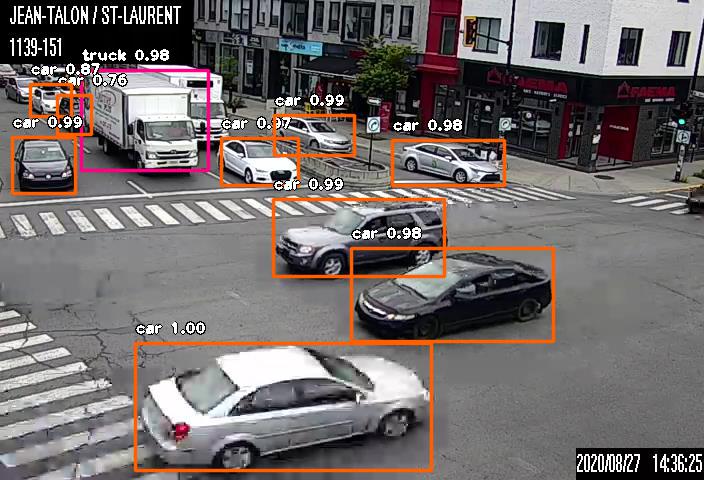 JEAN-TALON / ST-LAURENT
1139-151
truck 0.98
car 0.87
car 0.76
car 0.99
car 0.97
car 0.99
car 0.98
car 0.99
car 0.98
car 1.00
FAEMA
FAEMA
2020/08/27 14:36:25